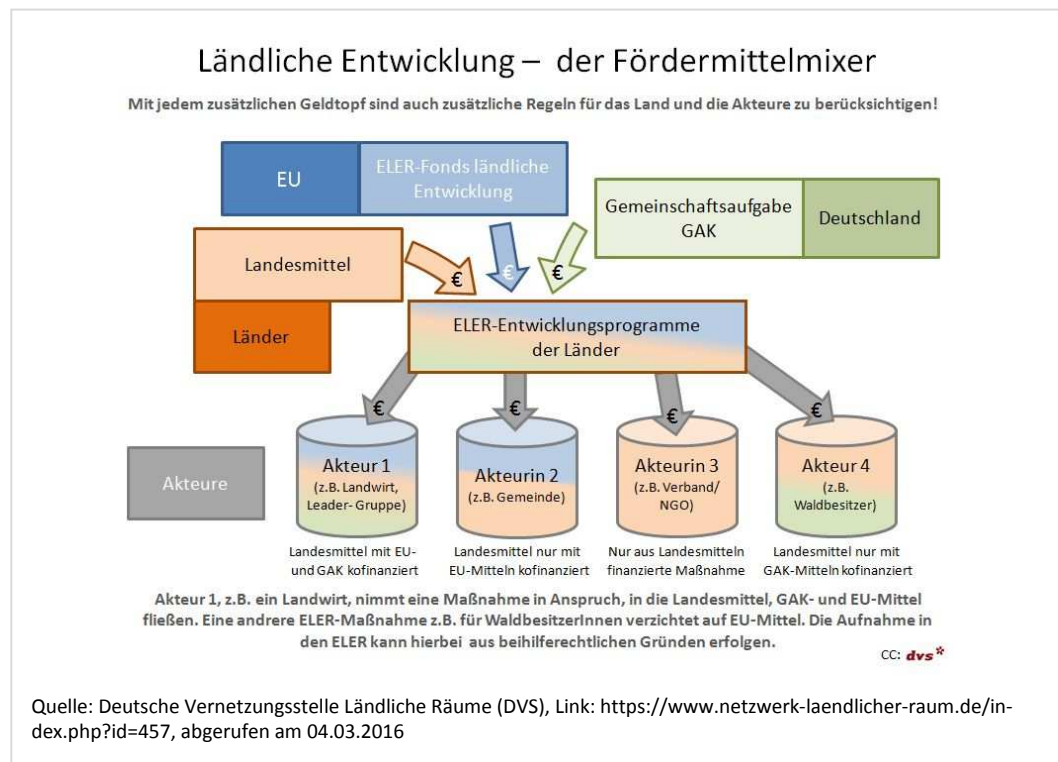 Ländliche Entwicklung – der Fördermittelmixer
Mit jedem zusätzlichen Geldtopf sind auch zusätzliche Regeln für das Land und die Akteure zu berücksichtigen!
EU
ELER-Fonds ländliche
Entwicklung
Gemeinschaftsaufgabe
GAK
Deutschland
Landesmittel
Länder
€
€
€
ELER-Entwicklungsprogramme
der Länder
€
€
€
€
Akteure
Akteur 1
(z.B. Landwirt,
Leader- Gruppe)
Akteurin 2
(z.B. Gemeinde)
Akteurin 3
(z.B. Verband/
NGO)
Akteur 4
(z.B.
Waldbesitzer)
Landesmittel mit EU-
und GAK kofinanziert
Landesmittel nur mit
EU-Mitteln kofinanziert
Nur aus Landesmitteln
finanzierte Maßnahme
Landesmittel nur mit
GAK-Mitteln kofinanziert
Akteur 1, z.B. ein Landwirt, nimmt eine Maßnahme in Anspruch, in die Landesmittel, GAK- und EU-Mittel
fließen. Eine andrere ELER-Maßnahme z.B. für WaldbesitzerInnen verzichtet auf EU-Mittel. Die Aufnahme in
den ELER kann hierbei aus beihilferechtlichen Gründen erfolgen.
CC: dvs*
Quelle: Deutsche Vernetzungsstelle Ländliche Räume (DVS), Link: https://www.netzwerk-laendlicher-raum.de/in-
dex.php?id=457, abgerufen am 04.03.2016